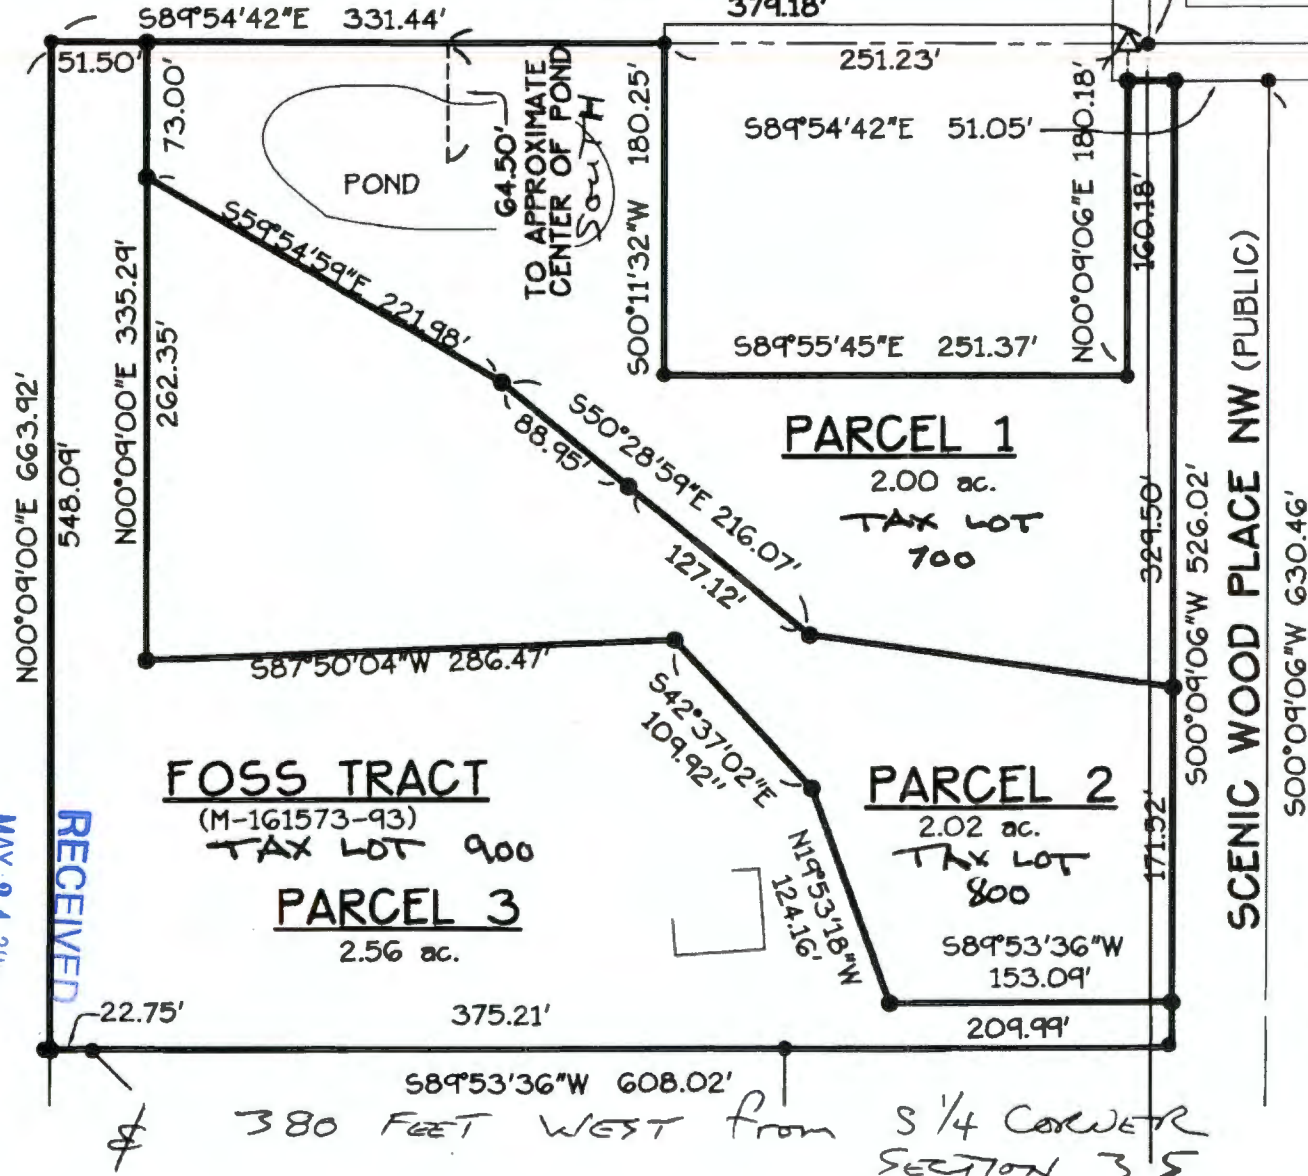 S89°54'42"E 331.44'
379.18'
51.50'
251.23'
73.00'
64.50'
TO APPROXIMATE
CENTER OF POND
South
S00°11'32"W 180.25'
S89°54'42"E 51.05'
N00°09'06"E 180.18'
160.18'
POND
S59°54'59"E 221.98'
N00°09'00"E 335.29'
262.35'
S89°55'45"E 251.37'
N00°09'00"E 663.92'
548.09'
88.95'
S50°28'59"E 216.07'
127.12'
PARCEL 1
2.00 ac.
TAX LOT
700
329.50'
S00°09'06"W 526.02'
SCENIC WOOD PLACE NW (PUBLIC)
S00°09'06"W 630.46'
S87°50'04"W 286.47'
S42°37'02"E
109.92''
FOSS TRACT
(M-161573-93)
TAX LOT 900
PARCEL 3
2.56 ac.
PARCEL 2
2.02 ac.
TAX LOT
800
171.52'
N19°53'18"W
124.16'
S89°53'36"W
153.09'
RECEIVED
MAY 24
22.75'
375.21'
209.99'
S89°53'36"W 608.02'
380 FEET WEST from S 1/4 CORNER
SECTION 35